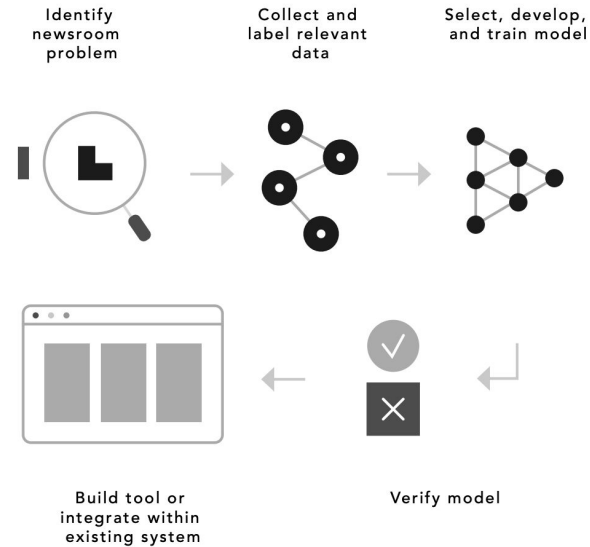 Identify
newsroom
problem
Collect and
label relevant
data
Select, develop,
and train model
Verify model
Build tool or
integrate within
existing system